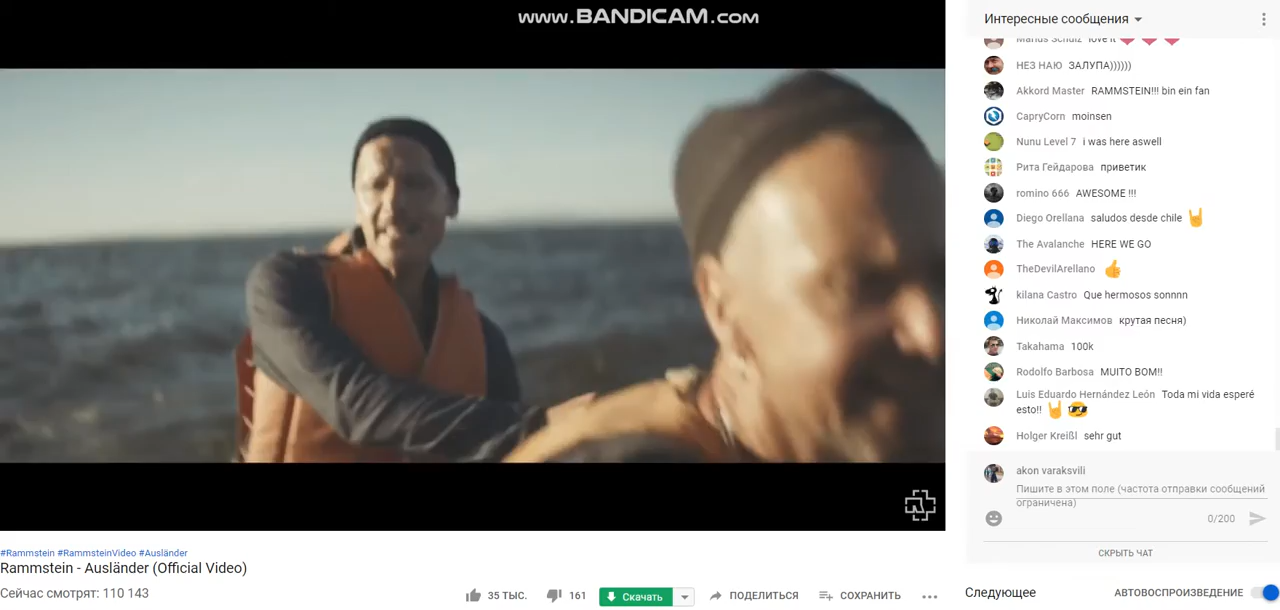 www.BANDICAM.com
Интересные сообщения
Marius Schulz love it
НЕЗ НАЮ ЗАЛУПА))))))
Akkord Master RAMMSTEIN!!! bin ein fan
CapryCorn moinsen
Nunu Level 7 i was here aswell
Рита Гейдарова приветик
romino 666 AWESOME !!!
Diego Orellana saludos desde chile
The Avalanche HERE WE GO
TheDevilArellano
kilana Castro Que hermosos sonnnn
Николай Максимов крутая песня)
Takahama 100k
Rodolfo Barbosa MUITO BOM!!
Luis Eduardo Hernández León Toda mi vida esperé
esto!!
Holger Kreißl sehr gut
akon varaksvili
Пишите в этом поле (частота отправки сообщений
ограничена)
0/200
СКРЫТЬ ЧАТ
#Rammstein #RammsteinVideo #Ausländer
Rammstein - Ausländer (Official Video)
Сейчас смотрят: 110 143
35 ТЫС. 161 Скачать ПОДЕЛИТЬСЯ СОХРАНИТЬ
Следующее АВТОВОСПРОИЗВЕДЕНИЕ